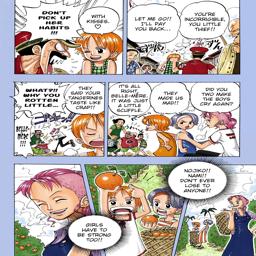 YOU'RE
INCORRIGIBLE,
YOU LITTLE
THIEF!!
LET ME
GO!! I'LL
PAY YOU
BACK...
WITH
KISSES.
♡
DON'T
PICK UP
HER
HABITS
!!!
DID YOU
TWO MAKE
THE BOYS
CRY AGAIN?
THEY
MADE US
MAD!!
IT'S ALL
RIGHT,
BELLE-MÈRE.
IT WAS JUST
A LITTLE
SCUFFLE.
THEY
SAID YOUR
TANGERINES
TASTE LIKE
CRAP!!
WHAT?!!
WHY YOU
ROTTEN
LITTLE...
NOJIKO!!
NAMI!!
DON'T EVER
LOSE TO
ANYONE!!
GIRLS
HAVE TO
BE STRONG
TOO!!